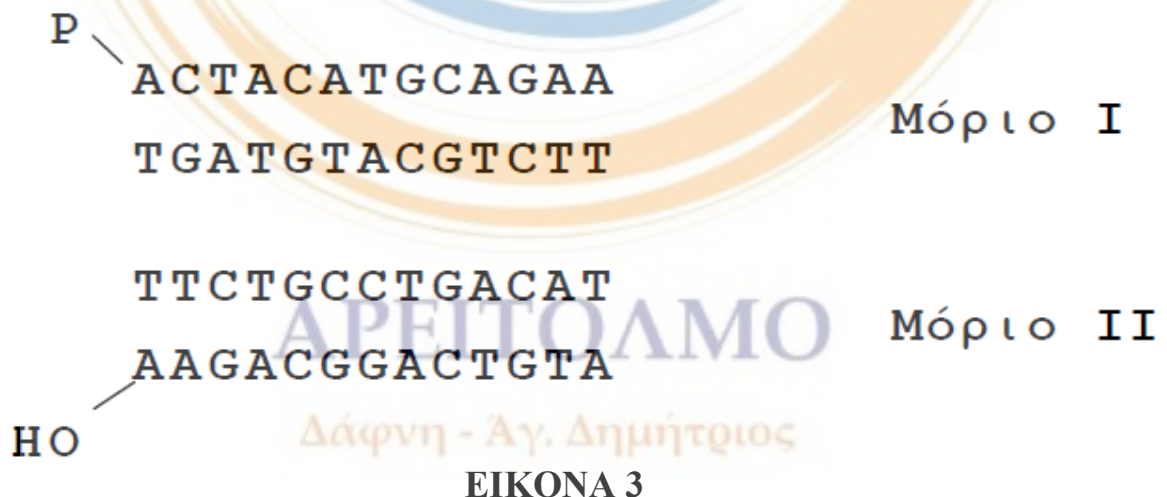 P
ACTACATGCAGAA
Μόριο I
TGATGTACGTCTT
TTCTGCCTGACAT
ΑΡΕΙΤΟΛΜΟ
Μόριο II
AAGACGGACTGTA
HO
Δάφνη - Άγ. Δημήτριος
ΕΙΚΟΝΑ 3